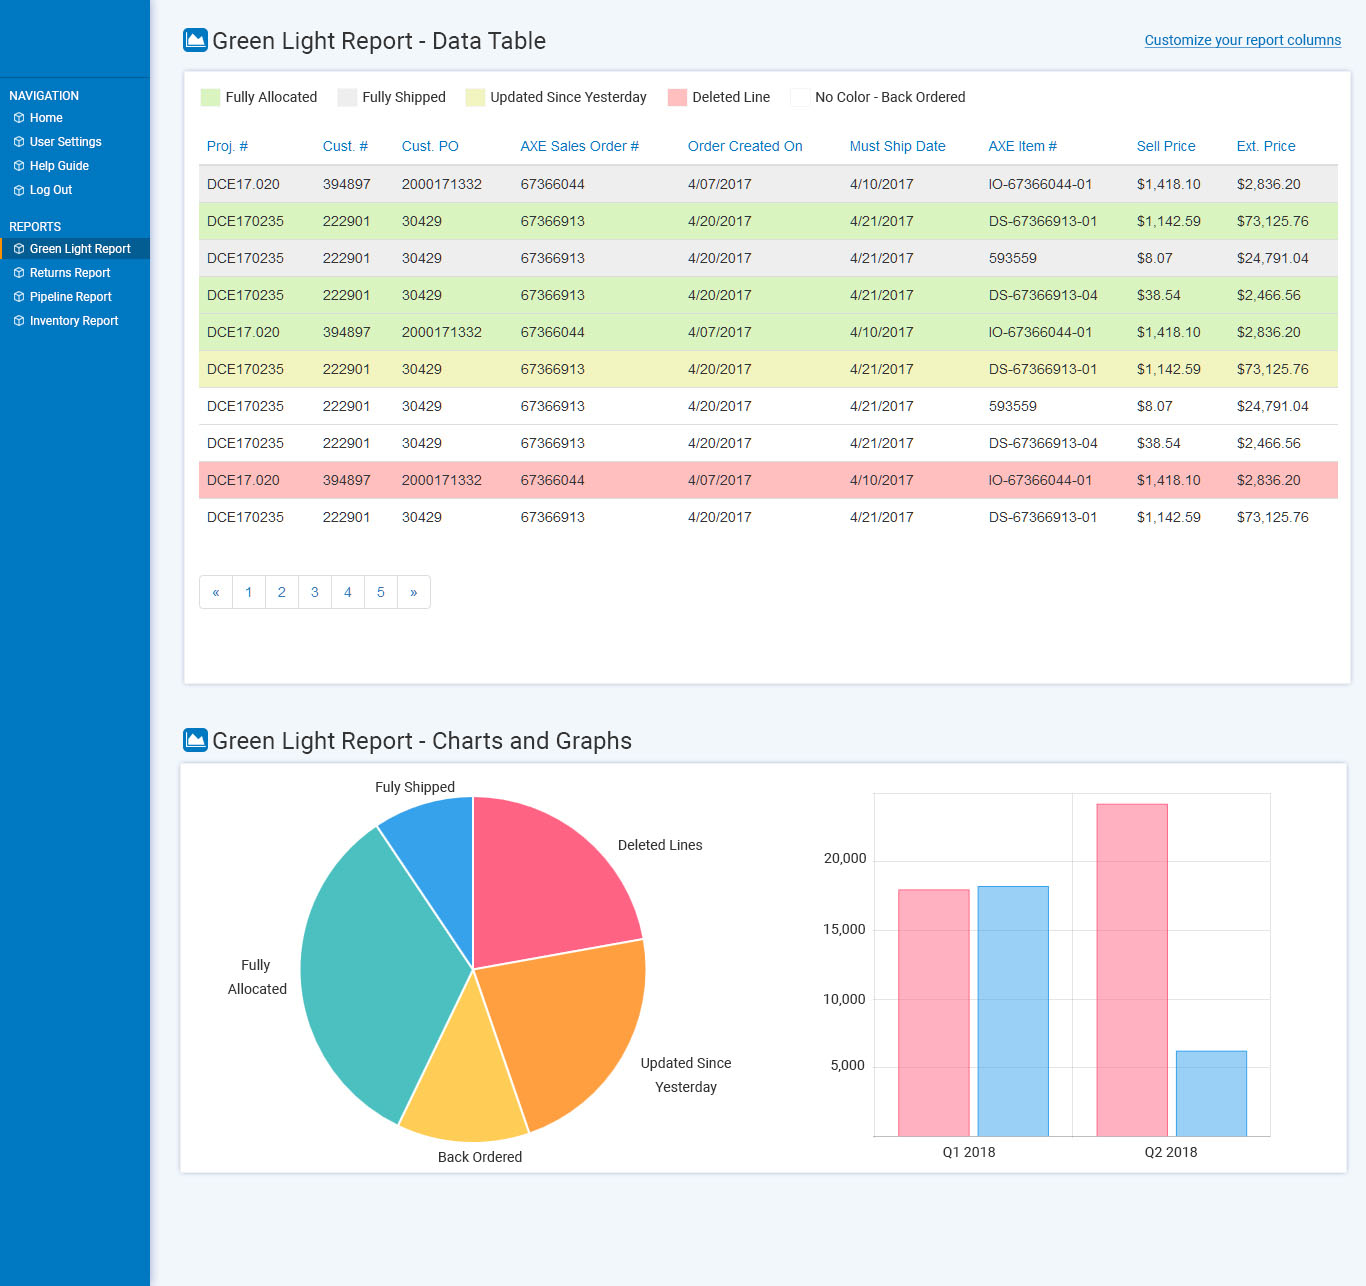 NAVIGATION
Home
User Settings
Help Guide
Log Out
REPORTS
Green Light Report
Returns Report
Pipeline Report
Inventory Report
Green Light Report - Data Table
Customize your report columns
Fully Allocated Fully Shipped Updated Since Yesterday Deleted Line No Color - Back Ordered
Proj. # Cust. # Cust. PO AXE Sales Order # Order Created On Must Ship Date AXE Item # Sell Price Ext. Price
DCE17.020 394897 2000171332 67366044 4/07/2017 4/10/2017 IO-67366044-01 $1,418.10 $2,836.20
DCE170235 222901 30429 67366913 4/20/2017 4/21/2017 DS-67366913-01 $1,142.59 $73,125.76
DCE170235 222901 30429 67366913 4/20/2017 4/21/2017 593559 $8.07 $24,791.04
DCE170235 222901 30429 67366913 4/20/2017 4/21/2017 DS-67366913-04 $38.54 $2,466.56
DCE17.020 394897 2000171332 67366044 4/07/2017 4/10/2017 IO-67366044-01 $1,418.10 $2,836.20
DCE170235 222901 30429 67366913 4/20/2017 4/21/2017 DS-67366913-01 $1,142.59 $73,125.76
DCE170235 222901 30429 67366913 4/20/2017 4/21/2017 593559 $8.07 $24,791.04
DCE170235 222901 30429 67366913 4/20/2017 4/21/2017 DS-67366913-04 $38.54 $2,466.56
DCE17.020 394897 2000171332 67366044 4/07/2017 4/10/2017 IO-67366044-01 $1,418.10 $2,836.20
DCE170235 222901 30429 67366913 4/20/2017 4/21/2017 DS-67366913-01 $1,142.59 $73,125.76
« 1 2 3 4 5 »
Green Light Report - Charts and Graphs
Fuly Shipped
Deleted Lines
Fully
Allocated
Updated Since
Yesterday
Back Ordered
20,000
15,000
10,000
5,000
Q1 2018 Q2 2018